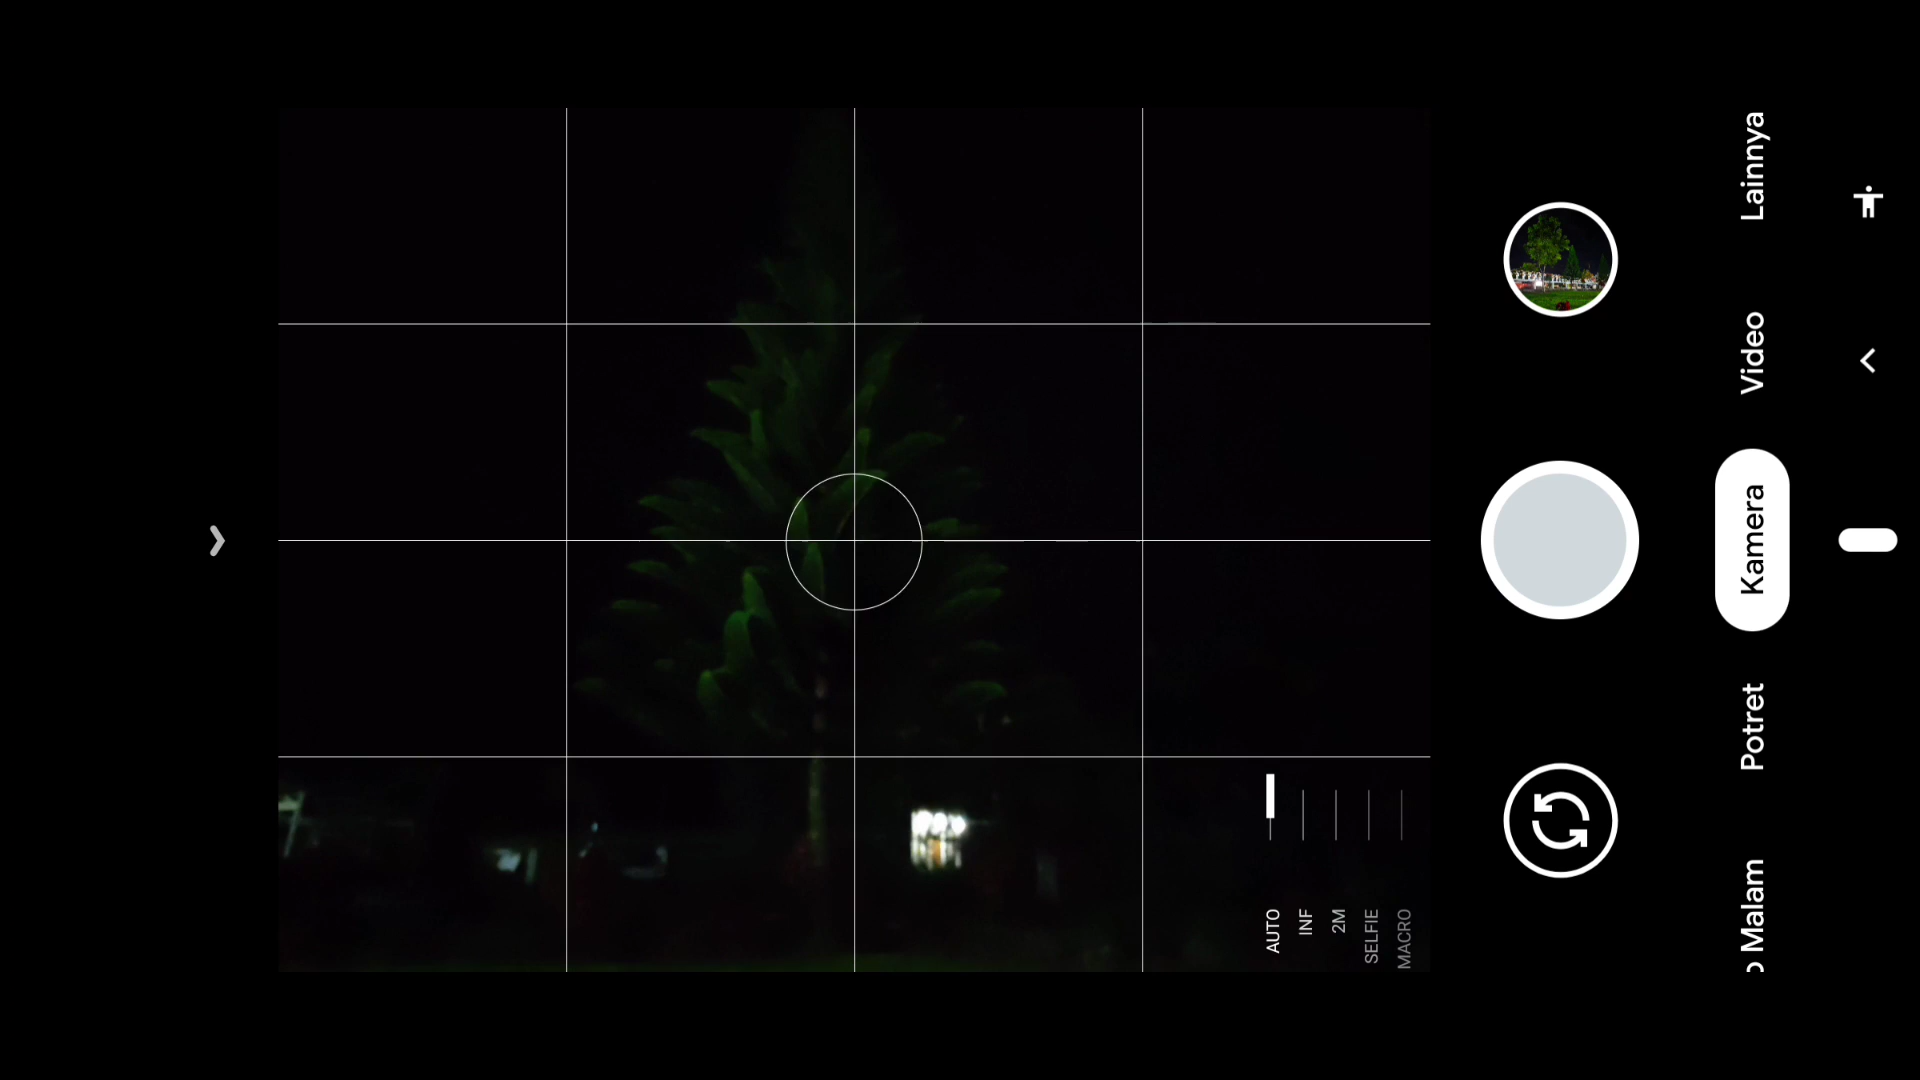 Lainnya
Video
Kamera
Potret
Malam
AUTO
INF
2M
SELFIE
MACRO